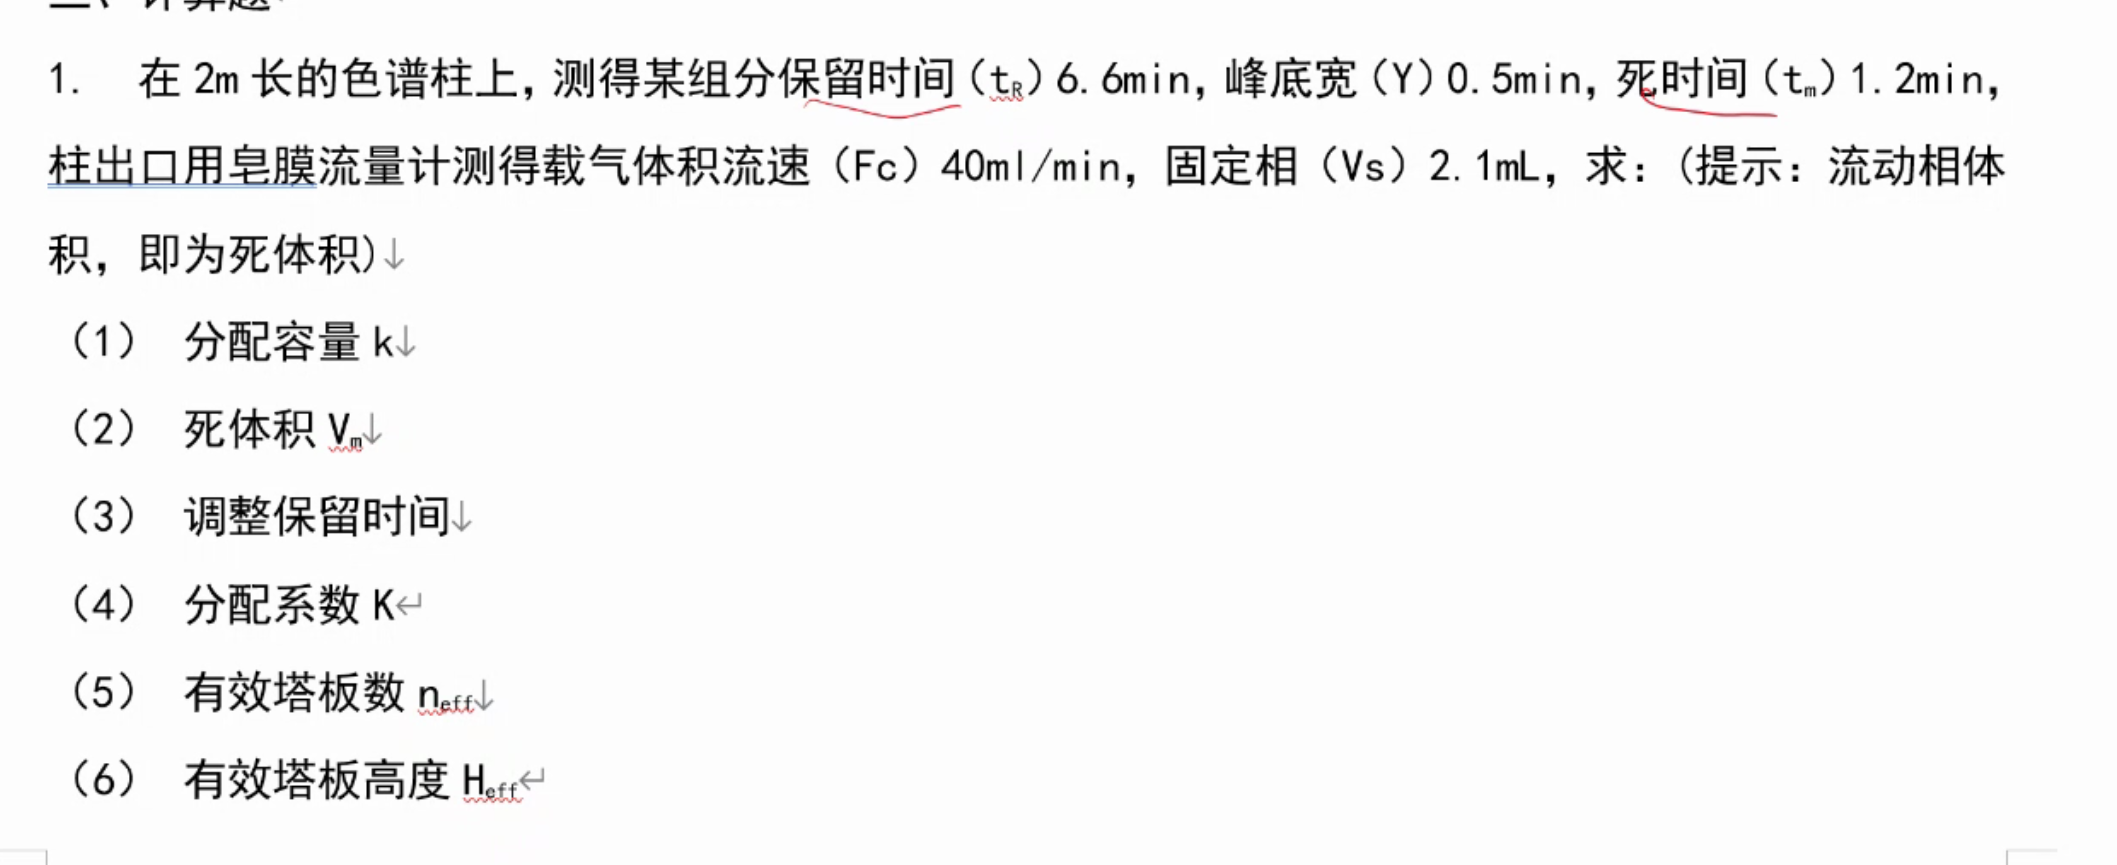 二、计算题
1. 在 2m 长的色谱柱上，测得某组分保留时间（tR）6.6min，峰底宽（Y）0.5min，死时间（tm）1.2min，
柱出口用皂膜流量计测得载气体积流速（Fc）40ml/min，固定相（Vs）2.1mL，求：(提示：流动相体
积，即为死体积)↓
（1） 分配容量 k↓
（2） 死体积 Vm↓
（3） 调整保留时间↓
（4） 分配系数 K↵
（5） 有效塔板数 neff↓
（6） 有效塔板高度 Heff↵